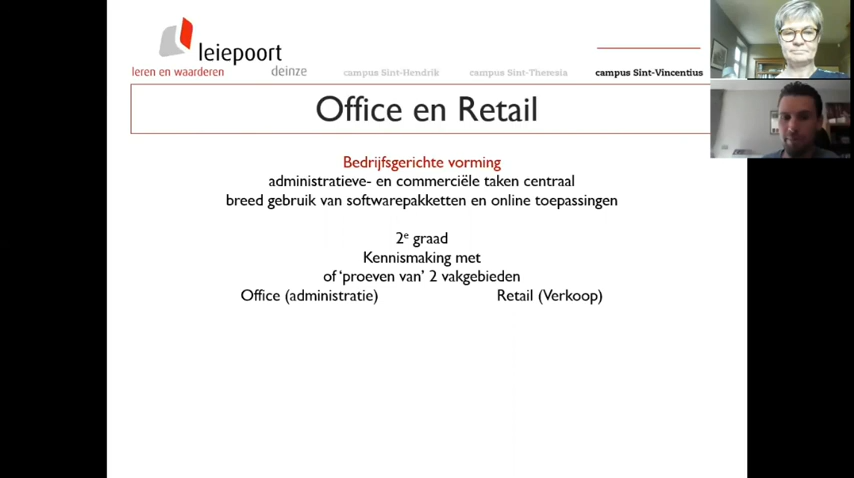 leiepoort
leren en waarderen deinze
campus Sint-Hendrik campus Sint-Theresia campus Sint-Vincentius
Office en Retail
Bedrijfsgerichte vorming
administratieve- en commerciële taken centraal
breed gebruik van softwarepakketten en online toepassingen
2e graad
Kennismaking met
of ‘proeven van’ 2 vakgebieden
Office (administratie) Retail (Verkoop)